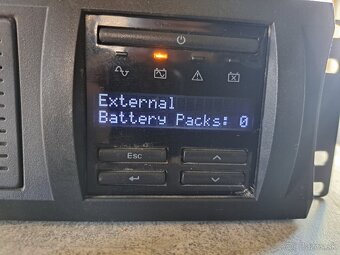 External
Battery Packs: 0
Esc